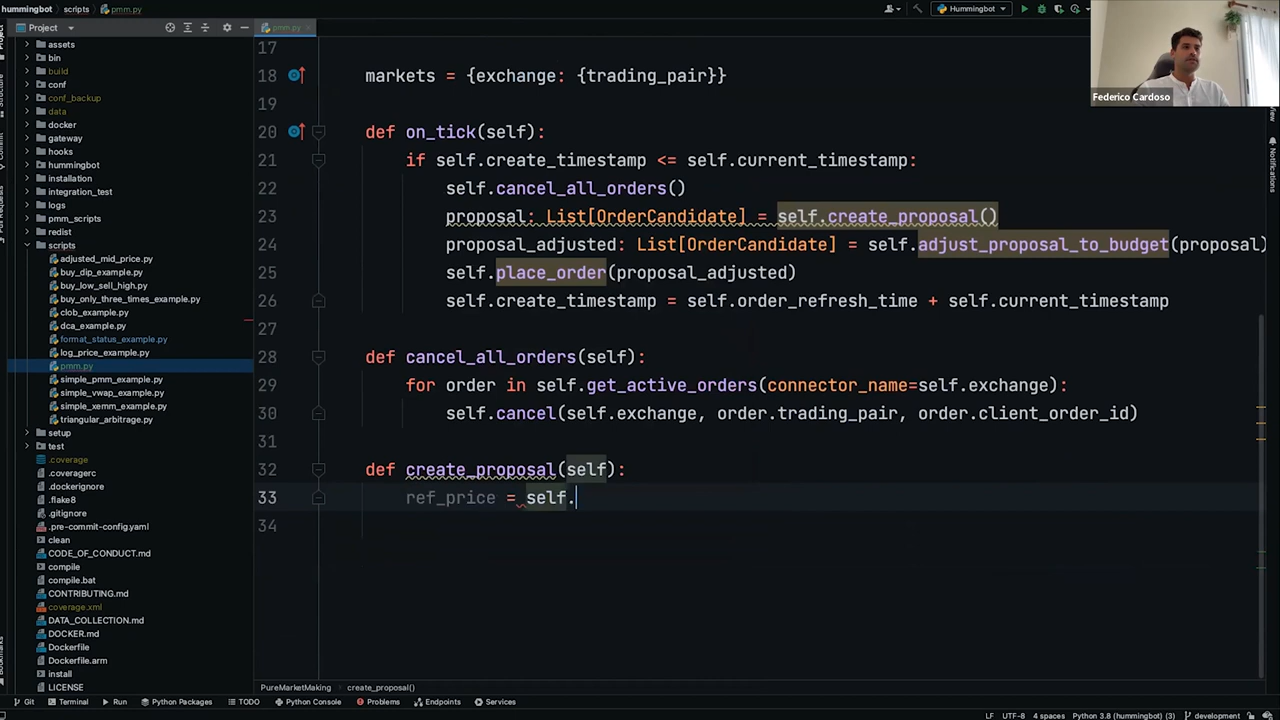 hummingbot
scripts
pmm.py
Hummingbot
Project
pmm.py
Federico Cardoso
assets
bin
build
conf
conf_backup
data
docker
gateway
hooks
hummingbot
installation
integration_test
logs
pmm_scripts
redist
scripts
adjusted_mid_price.py
buy_dip_example.py
buy_low_sell_high.py
buy_only_three_times_example.py
clob_example.py
dca_example.py
format_status_example.py
log_price_example.py
pmm.py
simple_pmm_example.py
simple_vwap_example.py
simple_xemm_example.py
triangular_arbitrage.py
setup
test
.coverage
.coveragerc
.dockerignore
.flake8
.gitignore
.pre-commit-config.yaml
clean
CODE_OF_CONDUCT.md
compile
compile.bat
CONTRIBUTING.md
coverage.xml
DATA_COLLECTION.md
DOCKER.md
Dockerfile
Dockerfile.arm
install
LICENSE
17
18 markets = {exchange: {trading_pair}}
19
20 def on_tick(self):
21 if self.create_timestamp <= self.current_timestamp:
22 self.cancel_all_orders()
23 proposal: List[OrderCandidate] = self.create_proposal()
24 proposal_adjusted: List[OrderCandidate] = self.adjust_proposal_to_budget(proposal)
25 self.place_order(proposal_adjusted)
26 self.create_timestamp = self.order_refresh_time + self.current_timestamp
27
28 def cancel_all_orders(self):
29 for order in self.get_active_orders(connector_name=self.exchange):
30 self.cancel(self.exchange, order.trading_pair, order.client_order_id)
31
32 def create_proposal(self):
33 ref_price = self.
34
Notifications
PureMarketMaking
create_proposal()
Git
Terminal
Run
Python Packages
TODO
Python Console
Problems
Endpoints
Services
LF UTF-8 4 spaces Python 3.8 (hummingbot) (3) development